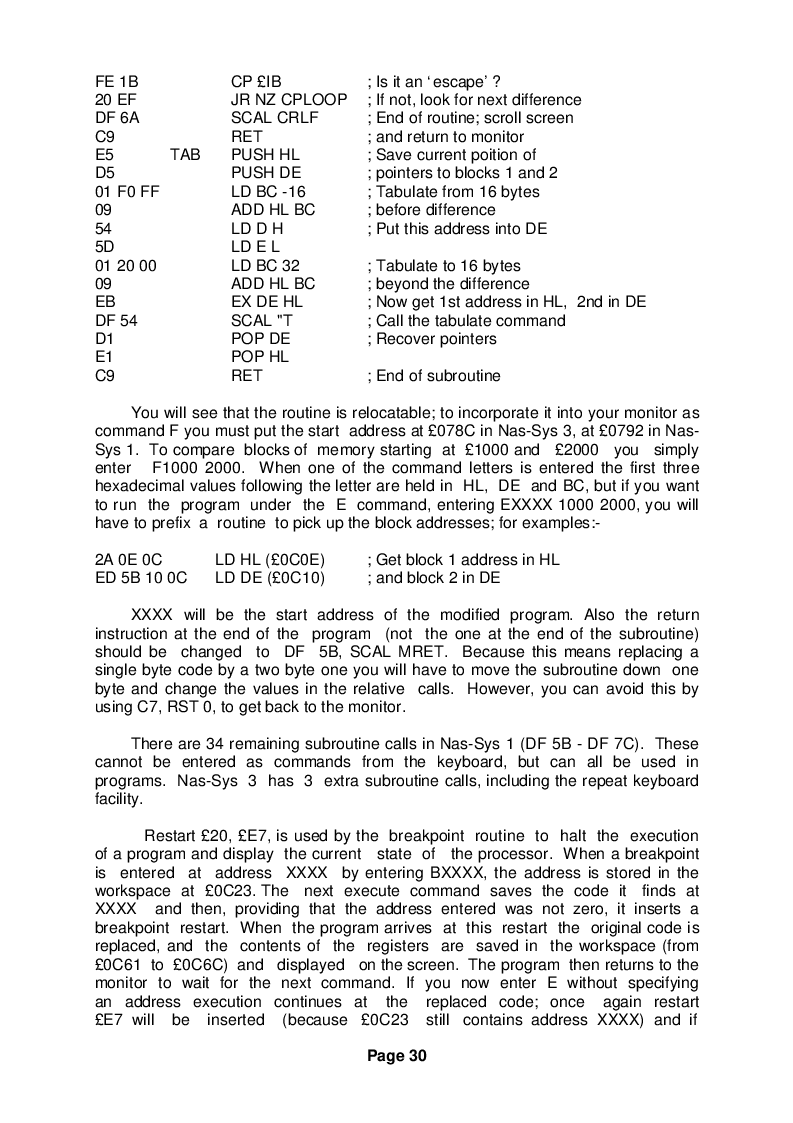 FE 1B CP £IB ; Is it an ‘escape’ ?
20 EF JR NZ CPLOOP ; If not, look for next difference
DF 6A SCAL CRLF ; End of routine; scroll screen
C9 RET ; and return to monitor
E5 TAB PUSH HL ; Save current poition of
D5 PUSH DE ; pointers to blocks 1 and 2
01 F0 FF LD BC -16 ; Tabulate from 16 bytes
09 ADD HL BC ; before difference
54 LD D H ; Put this address into DE
5D LD E L
01 20 00 LD BC 32 ; Tabulate to 16 bytes
09 ADD HL BC ; beyond the difference
EB EX DE HL ; Now get 1st address in HL, 2nd in DE
DF 54 SCAL "T ; Call the tabulate command
D1 POP DE ; Recover pointers
E1 POP HL
C9 RET ; End of subroutine
You will see that the routine is relocatable; to incorporate it into your monitor as
command F you must put the start address at £078C in Nas-Sys 3, at £0792 in Nas-
Sys 1. To compare blocks of memory starting at £1000 and £2000 you simply
enter F1000 2000. When one of the command letters is entered the first three
hexadecimal values following the letter are held in HL, DE and BC, but if you want
to run the program under the E command, entering EXXXX 1000 2000, you will
have to prefix a routine to pick up the block addresses; for examples:-
2A 0E 0C LD HL (£0C0E) ; Get block 1 address in HL
ED 5B 10 0C LD DE (£0C10) ; and block 2 in DE
XXXX will be the start address of the modified program. Also the return
instruction at the end of the program (not the one at the end of the subroutine)
should be changed to DF 5B, SCAL MRET. Because this means replacing a
single byte code by a two byte one you will have to move the subroutine down one
byte and change the values in the relative calls. However, you can avoid this by
using C7, RST 0, to get back to the monitor.
There are 34 remaining subroutine calls in Nas-Sys 1 (DF 5B - DF 7C). These
cannot be entered as commands from the keyboard, but can all be used in
programs. Nas-Sys 3 has 3 extra subroutine calls, including the repeat keyboard
facility.
Restart £20, £E7, is used by the breakpoint routine to halt the execution
of a program and display the current state of the processor. When a breakpoint
is entered at address XXXX by entering BXXXX, the address is stored in the
workspace at £0C23. The next execute command saves the code it finds at
XXXX and then, providing that the address entered was not zero, it inserts a
breakpoint restart. When the program arrives at this restart the original code is
replaced, and the contents of the registers are saved in the workspace (from
£0C61 to £0C6C) and displayed on the screen. The program then returns to the
monitor to wait for the next command. If you now enter E without specifying
an address execution continues at the replaced code; once again restart
£E7 will be inserted (because £0C23 still contains address XXXX) and if
Page 30